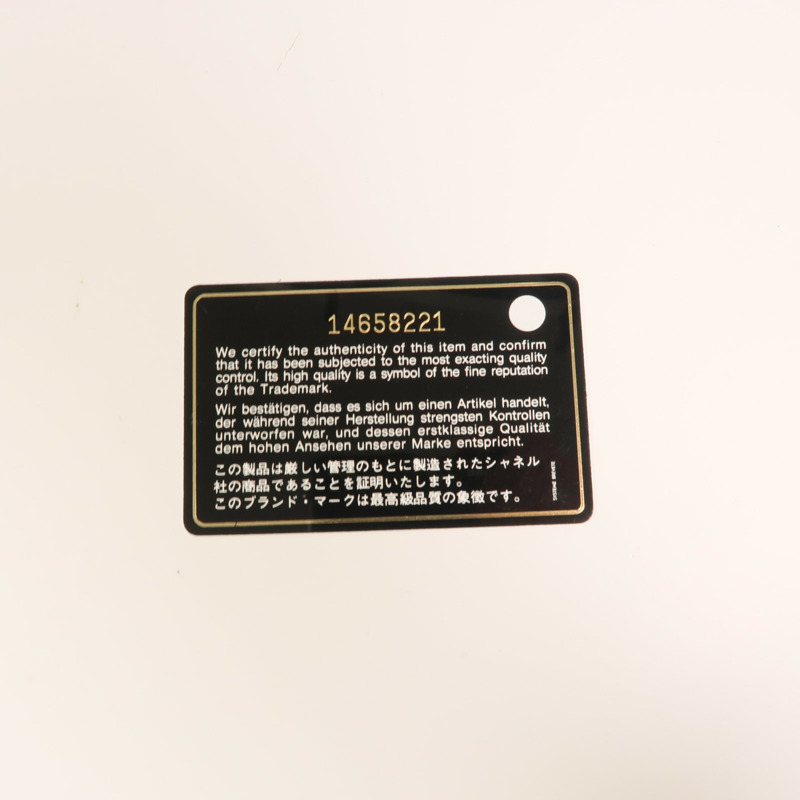 14658221
We certify the authenticity of this item and confirm
that it has been subjected to the most exacting quality
control. Its high quality is a symbol of the fine reputation
of the Trademark.
Wir bestätigen, dass es sich um einen Artikel handelt,
der während seiner Herstellung strengsten Kontrollen
unterworfen war, und dessen erstklassige Qualität
dem hohen Ansehen unserer Marke entspricht.
この製品は厳しい管理のもとに製造されたシャネル
社の商品であることを証明いたします。
このブランド・マークは最高級品質の象徴です。